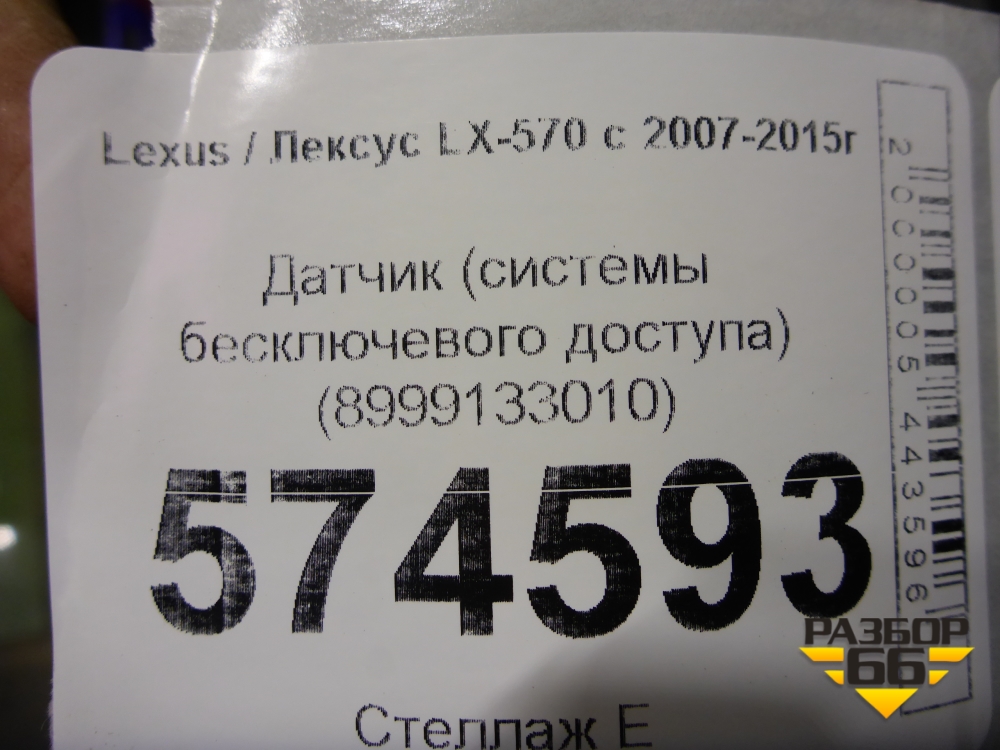 Lexus / Лексус LX-570 с 2007-2015г
Датчик (системы
бесключевого доступа)
(8999133010)
574593
Стеллаж Е
2000005443596
РАЗБОР
66